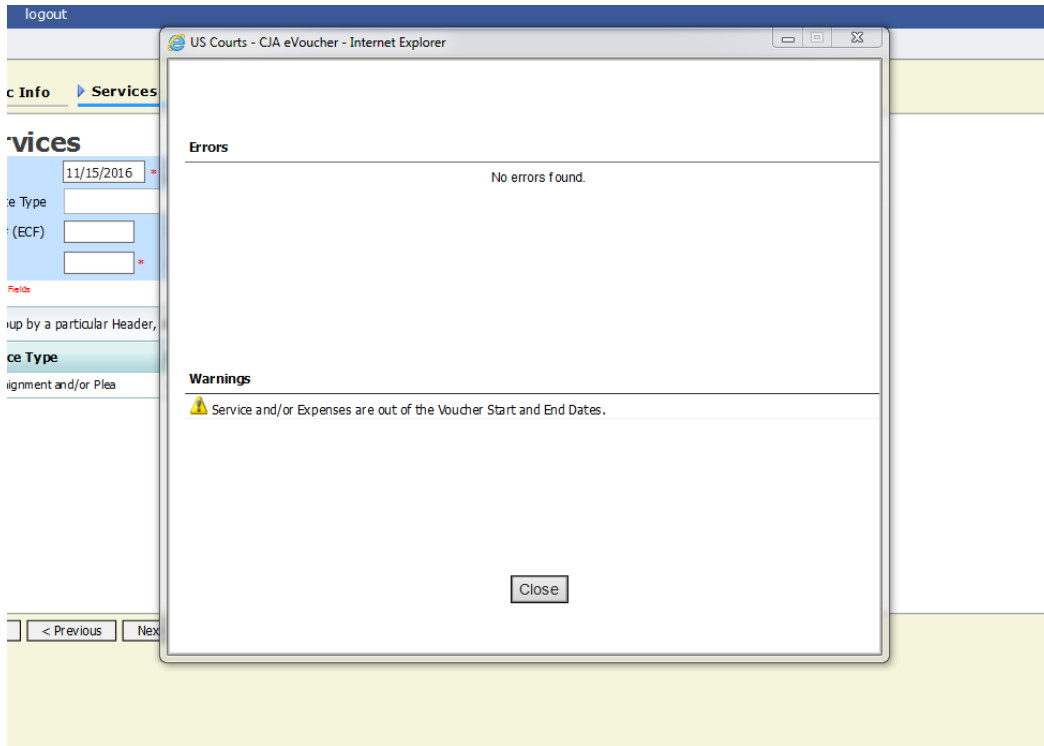 logout
US Courts - CJA eVoucher - Internet Explorer
c Info
Services
rvices
11/15/2016 *
e Type
(ECF)
*
Fields
oup by a particular Header,
ce Type
ignment and/or Plea
< Previous
Nex
Errors
No errors found.
Warnings
Service and/or Expenses are out of the Voucher Start and End Dates.
Close